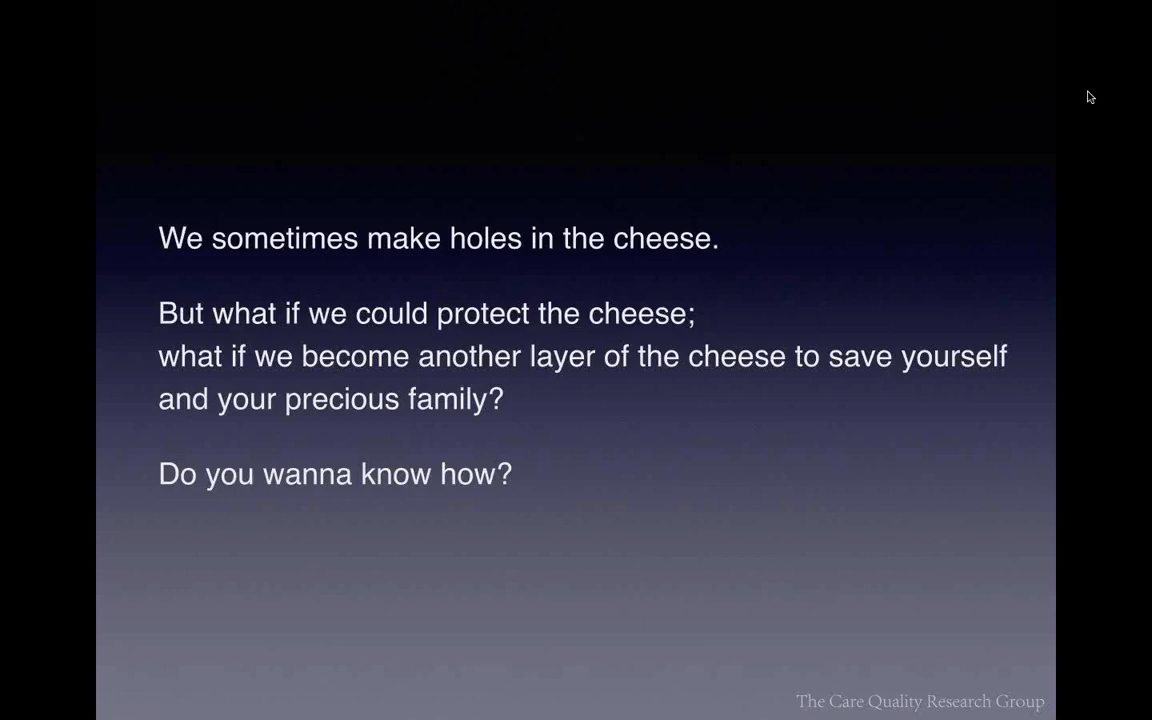 We sometimes make holes in the cheese.
But what if we could protect the cheese;
what if we become another layer of the cheese to save yourself
and your precious family?
Do you wanna know how?
The Care Quality Research Group